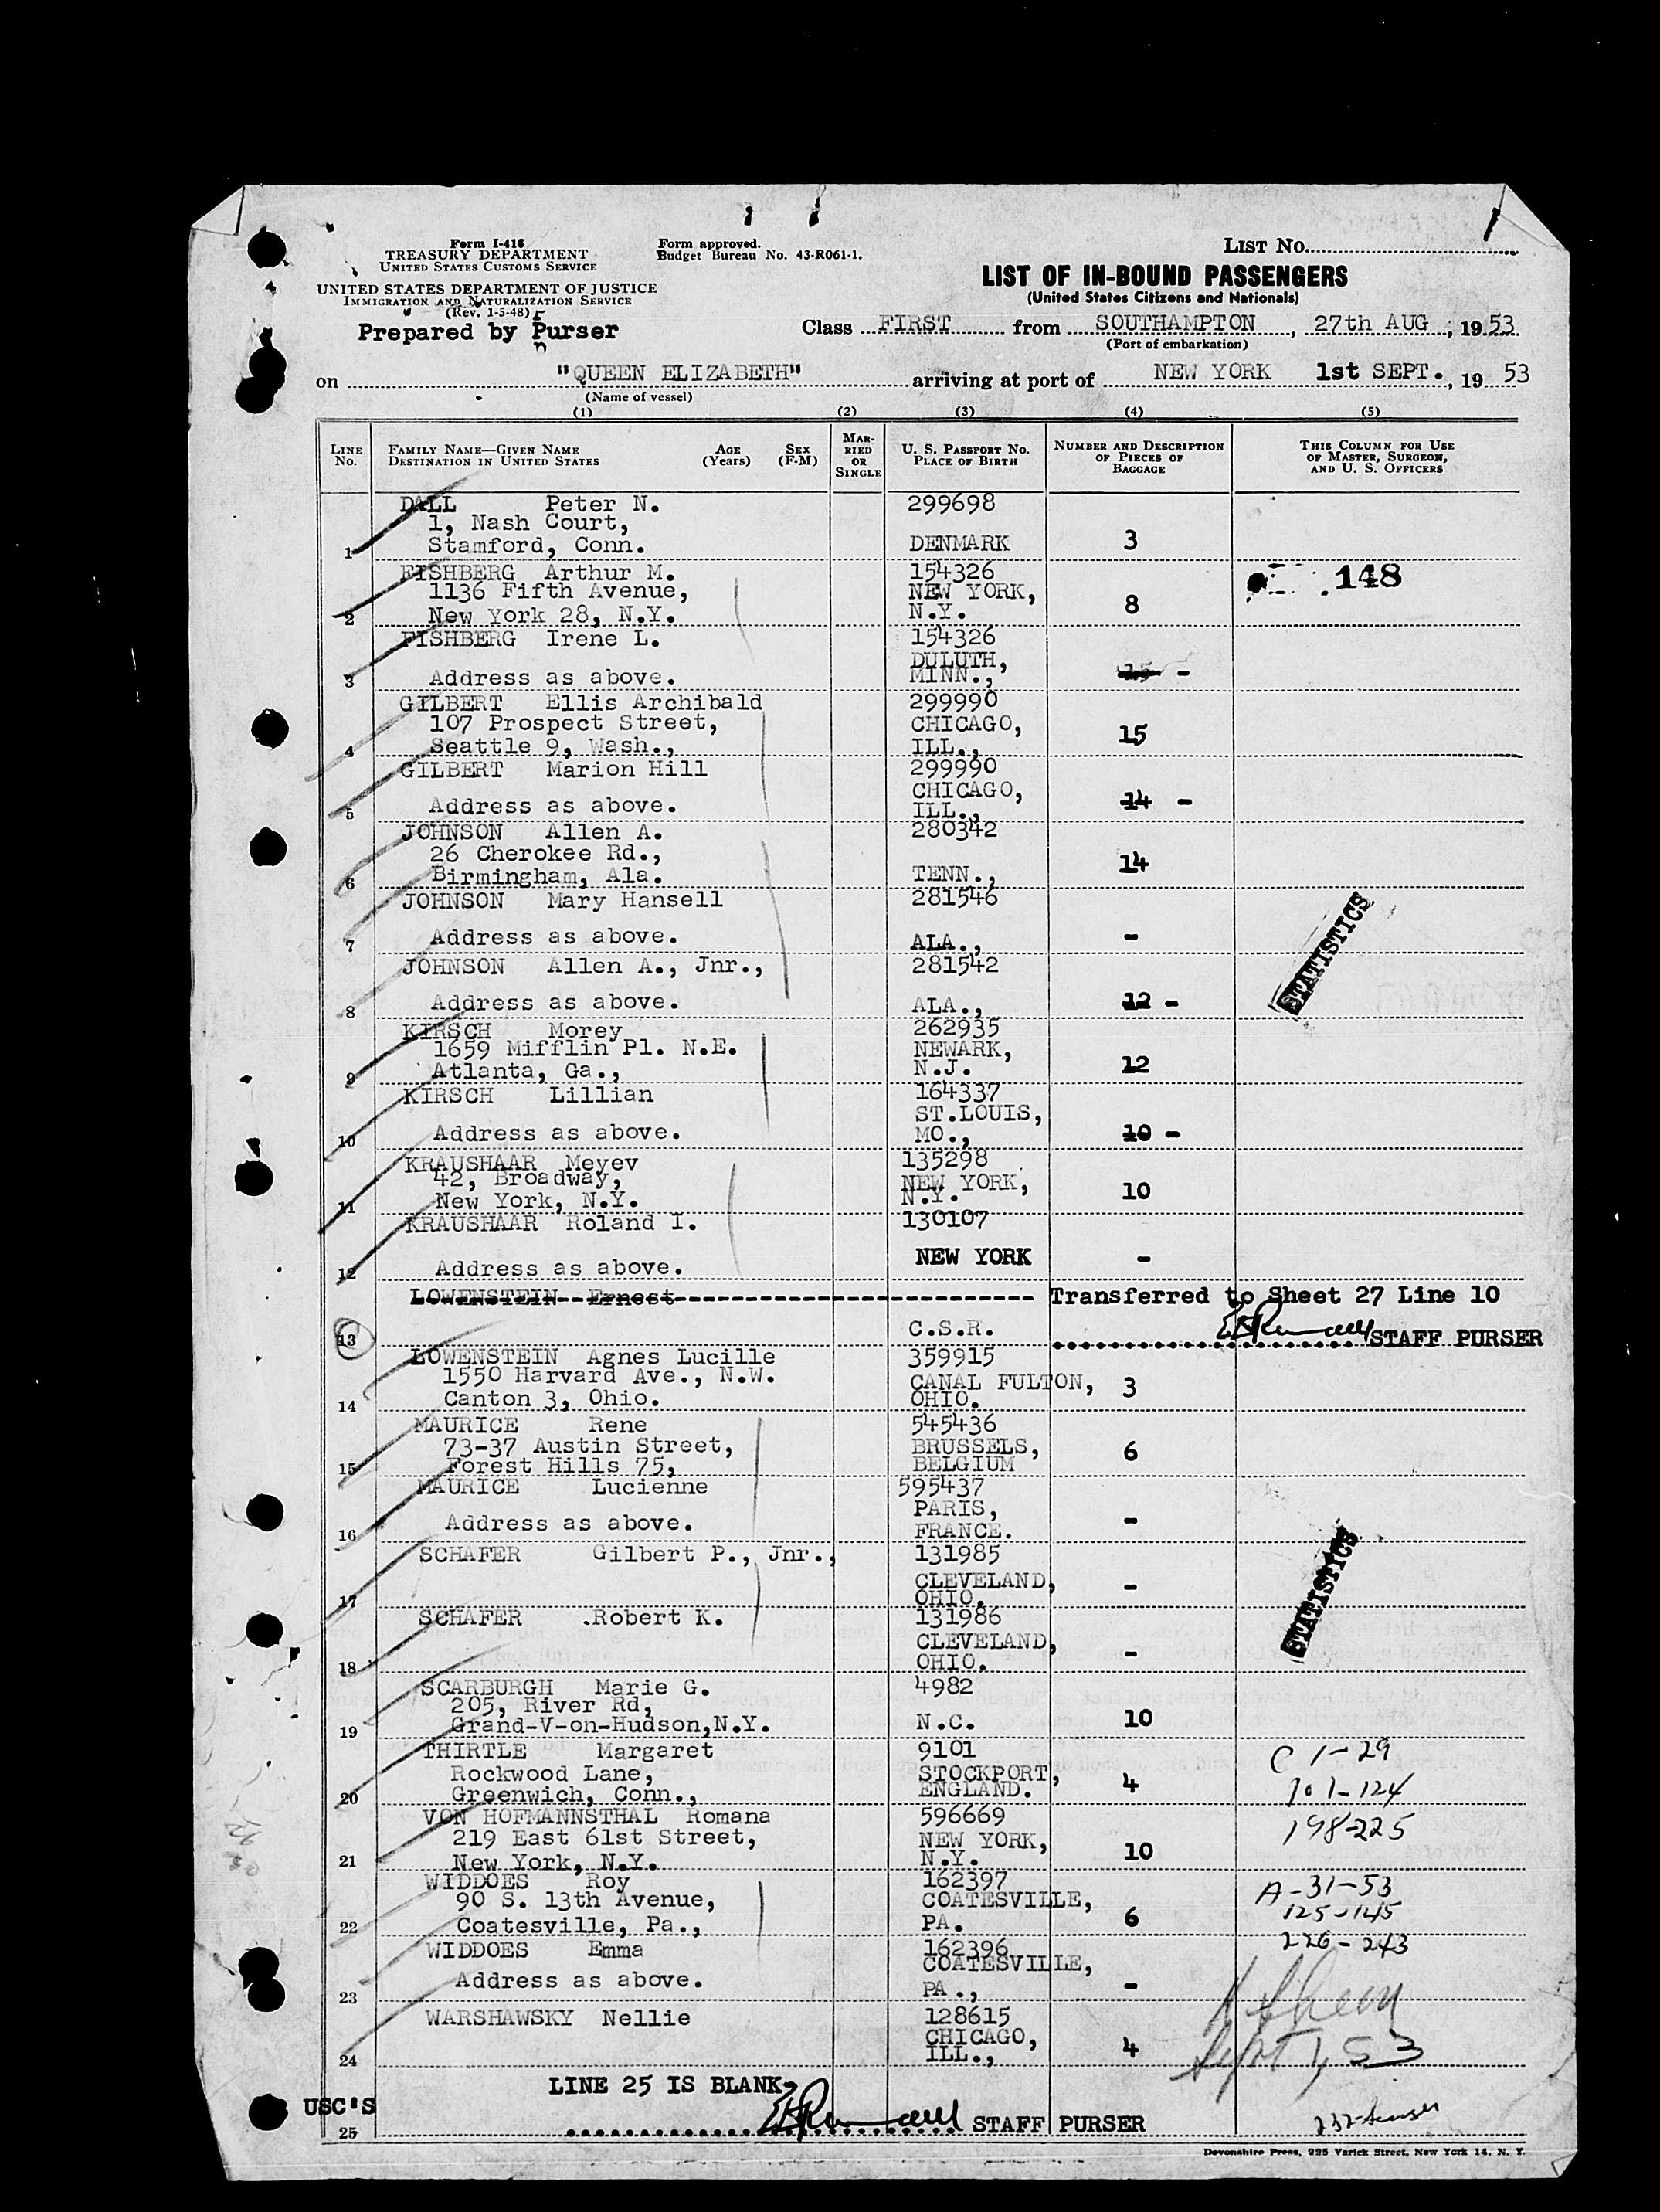 Form I-416
TREASURY DEPARTMENT
UNITED STATES CUSTOMS SERVICE
UNITED STATES DEPARTMENT OF JUSTICE
IMMIGRATION AND NATURALIZATION SERVICE
(Rev. 1-5-48)
Prepared by Purser
Form approved.
Budget Bureau No. 43-R061-1.
LIST NO. 1
LIST OF IN-BOUND PASSENGERS
(United States Citizens and Nationals)
Class FIRST from SOUTHAMPTON, 27th AUG, 1953
(Port of embarkation)
on "QUEEN ELIZABETH" arriving at port of NEW YORK 1st SEPT., 19 53
(Name of vessel)
(1) (2) (3) (4) (5)
LINE NO. FAMILY NAME—GIVEN NAME DESTINATION IN UNITED STATES AGE (Years) SEX (F-M) MARRIED OR SINGLE U. S. PASSPORT NO. PLACE OF BIRTH NUMBER AND DESCRIPTION OF PIECES OF BAGGAGE THIS COLUMN FOR USE OF MASTER, SURGEON, AND U. S. OFFICERS
DALL Peter N. 299698
1, Nash Court,
1 Stamford, Conn. DENMARK 3
FISHBERG Arthur M. 154326 148
1136 Fifth Avenue, NEW YORK,
2 New York 28, N.Y. N.Y. 8
FISHBERG Irene L. 154326
DULUTH,
3 Address as above. MINN., 15 -
GILBERT Ellis Archibald 299990
107 Prospect Street, CHICAGO,
4 Seattle 9, Wash., ILL., 15
GILBERT Marion Hill 299990
CHICAGO,
5 Address as above. ILL., 14 -
JOHNSON Allen A. 280342
26 Cherokee Rd.,
6 Birmingham, Ala. TENN., 14
JOHNSON Mary Hansell 281546
7 Address as above. ALA., -
STATISTICS
JOHNSON Allen A., Jnr., 281542
8 Address as above. ALA., 12 -
KIRSCH Morey 262935
1659 Mifflin Pl. N.E. NEWARK,
9 Atlanta, Ga., N.J. 12
KIRSCH Lillian 164337
ST.LOUIS,
10 Address as above. MO., 10 -
KRAUSHAAR Meyev 135298
42, Broadway, NEW YORK,
11 New York, N.Y. N.Y. 10
KRAUSHAAR Roland I. 130107
NEW YORK -
12 Address as above.
LOWENSTEIN Ernest Transferred to Sheet 27 Line 10
13 C.S.R. STAFF PURSER
LOWENSTEIN Agnes Lucille 359915
1550 Harvard Ave., N.W. CANAL FULTON,
14 Canton 3, Ohio. OHIO. 3
MAURICE Rene 545436
73-37 Austin Street, BRUSSELS,
15 Forest Hills 75, BELGIUM 6
MAURICE Lucienne 595437
PARIS,
16 Address as above. FRANCE. -
SCHAFER Gilbert P., Jnr., 131985
CLEVELAND,
17 OHIO. -
STATISTICS
SCHAFER Robert K. 131986
CLEVELAND,
18 OHIO. -
SCARBURGH Marie G. 4982
205, River Rd,
19 Grand-V-on-Hudson,N.Y. N.C. 10
THIRTLE Margaret 9101 C 1-29
Rockwood Lane, STOCKPORT,
20 Greenwich, Conn., ENGLAND. 4 101-124
VON HOFMANNSTHAL Romana 596669 198-225
219 East 61st Street, NEW YORK,
21 New York, N.Y. N.Y. 10
WIDDOES Roy 162397 A-31-53
90 S. 13th Avenue, COATESVILLE, 125-145
22 Coatesville, Pa., PA. 6
WIDDOES Emma 162396 226-243
COATESVILLE,
Address as above.
23 PA., -
WARSHAWSKY Nellie 128615
CHICAGO,
24 ILL., 4 Sept 1, 53
LINE 25 IS BLANK
USC'S
25 STAFF PURSER
Devonshire Press, 225 Varick Street, New York 14, N. Y.